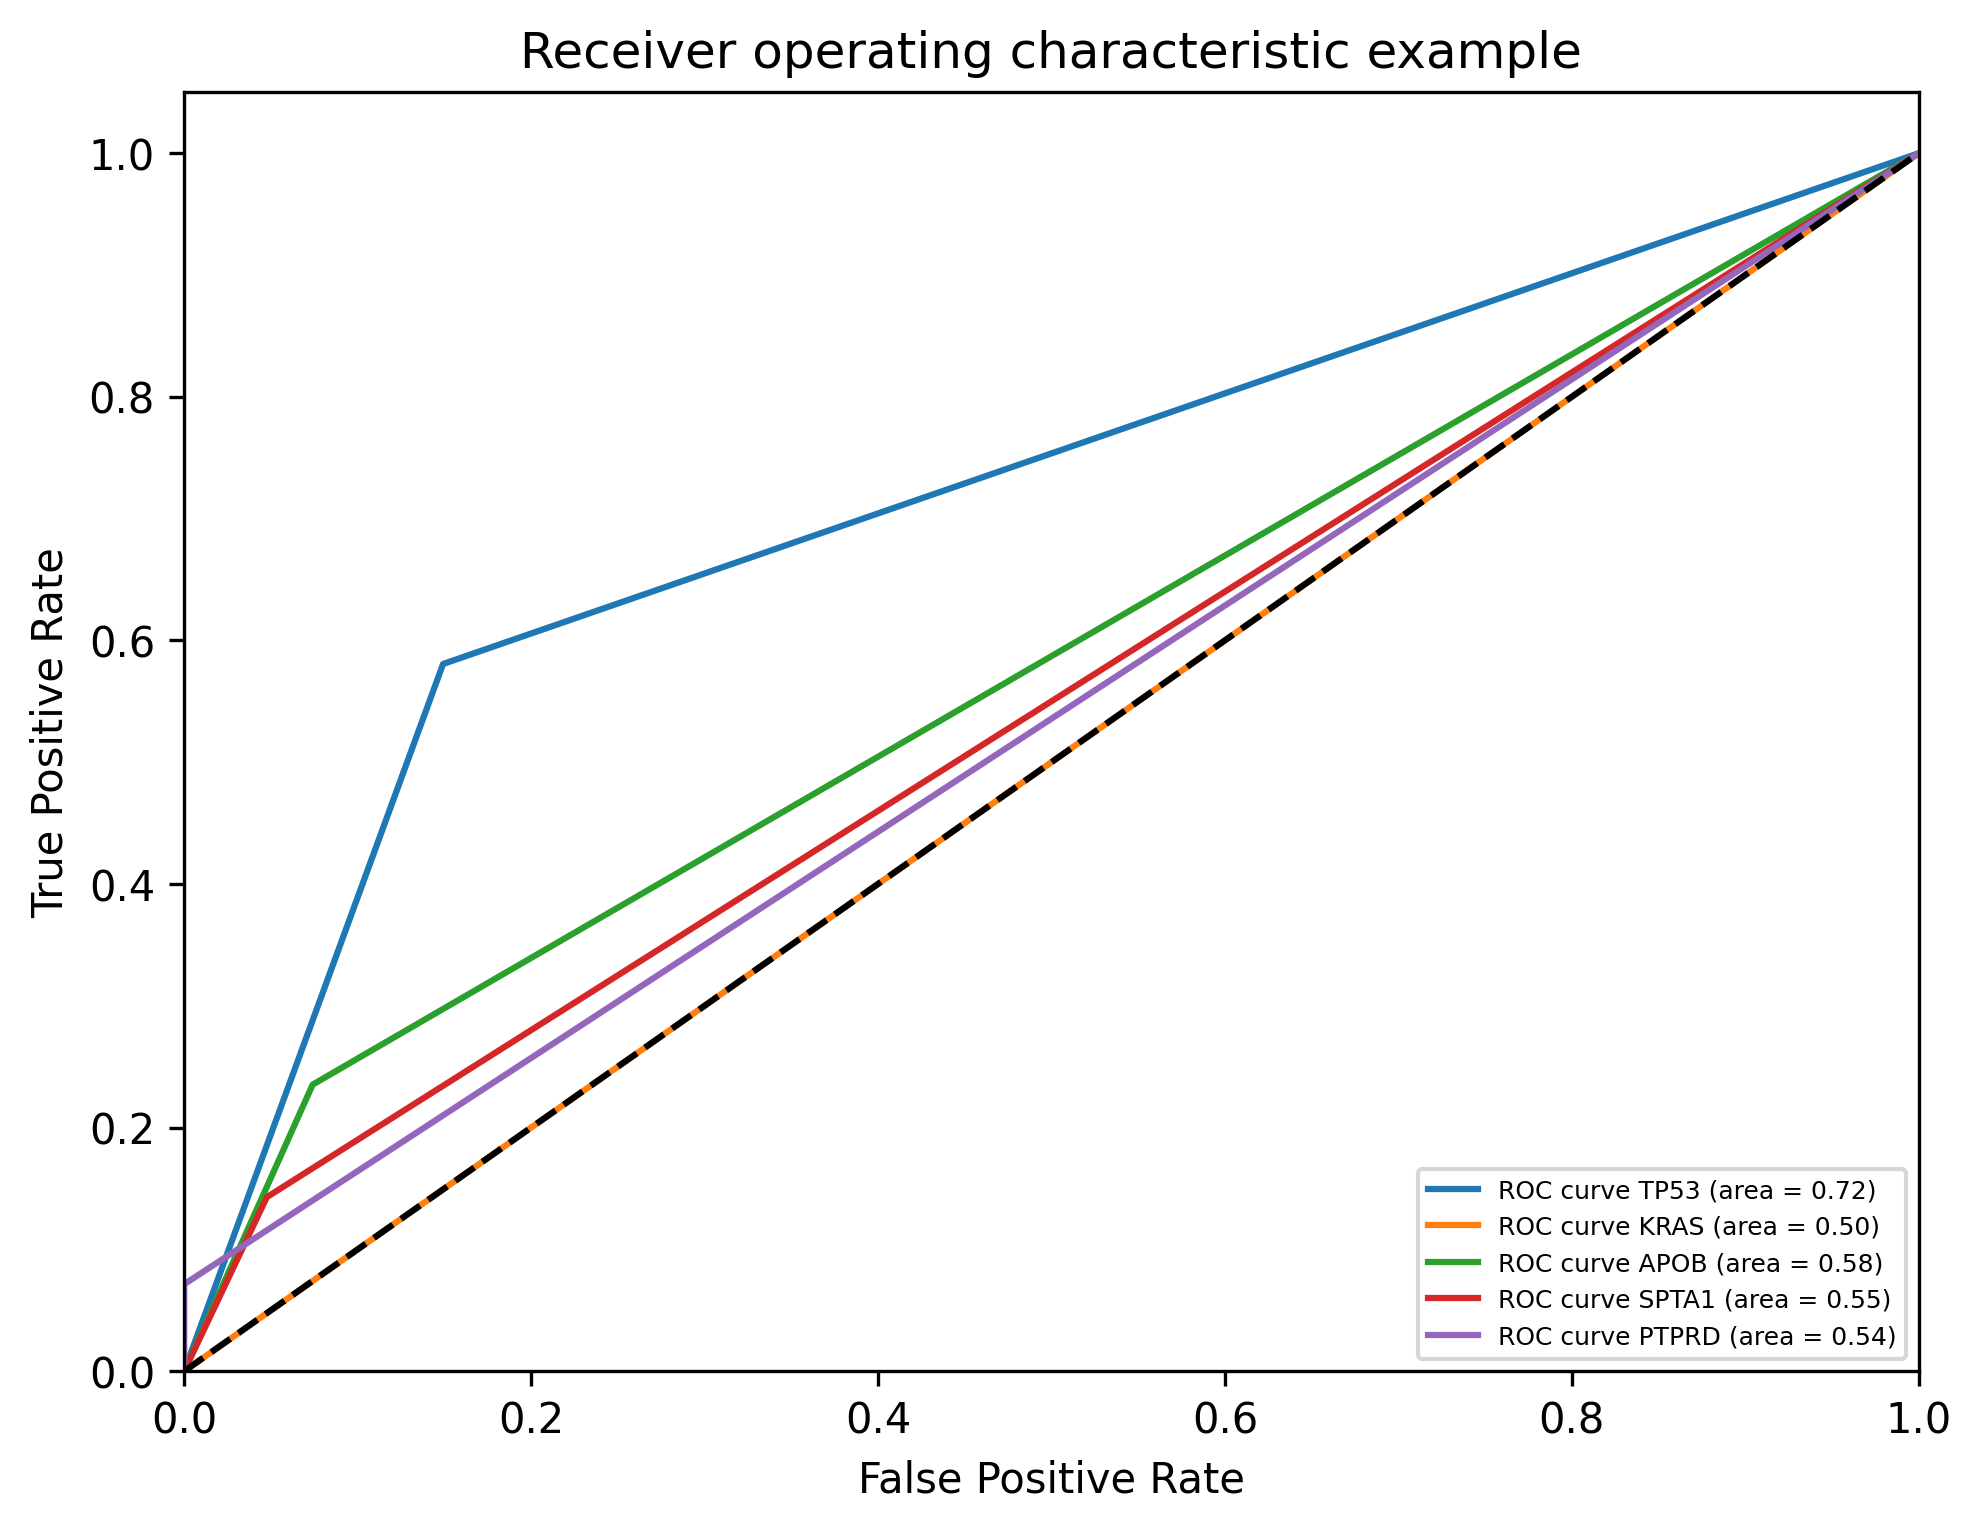 Receiver operating characteristic example
True Positive Rate
1.0
0.8
0.6
0.4
0.2
0.0
ROC curve TP53 (area = 0.72)
ROC curve KRAS (area = 0.50)
ROC curve APOB (area = 0.58)
ROC curve SPTA1 (area = 0.55)
ROC curve PTPRD (area = 0.54)
0.0 0.2 0.4 0.6 0.8 1.0
False Positive Rate